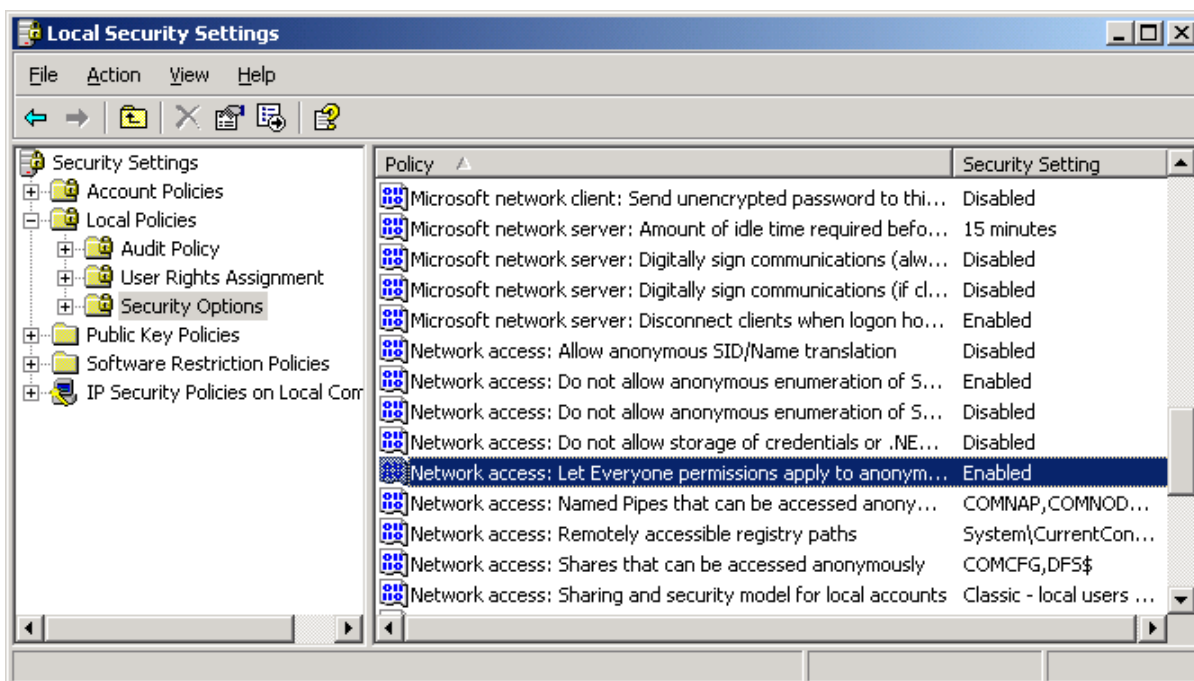 Local Security Settings
File Action View Help
Security Settings
Account Policies
Local Policies
Audit Policy
User Rights Assignment
Security Options
Public Key Policies
Software Restriction Policies
IP Security Policies on Local Com
Policy Security Setting
Microsoft network client: Send unencrypted password to thi... Disabled
Microsoft network server: Amount of idle time required befo... 15 minutes
Microsoft network server: Digitally sign communications (alw... Disabled
Microsoft network server: Digitally sign communications (if cl... Disabled
Microsoft network server: Disconnect clients when logon ho... Enabled
Network access: Allow anonymous SID/Name translation Disabled
Network access: Do not allow anonymous enumeration of S... Enabled
Network access: Do not allow anonymous enumeration of S... Disabled
Network access: Do not allow storage of credentials or .NE... Disabled
Network access: Let Everyone permissions apply to anonym... Enabled
Network access: Named Pipes that can be accessed anony... COMNAP,COMNOD...
Network access: Remotely accessible registry paths System\CurrentCon...
Network access: Shares that can be accessed anonymously COMCFG,DFS$
Network access: Sharing and security model for local accounts Classic - local users ...